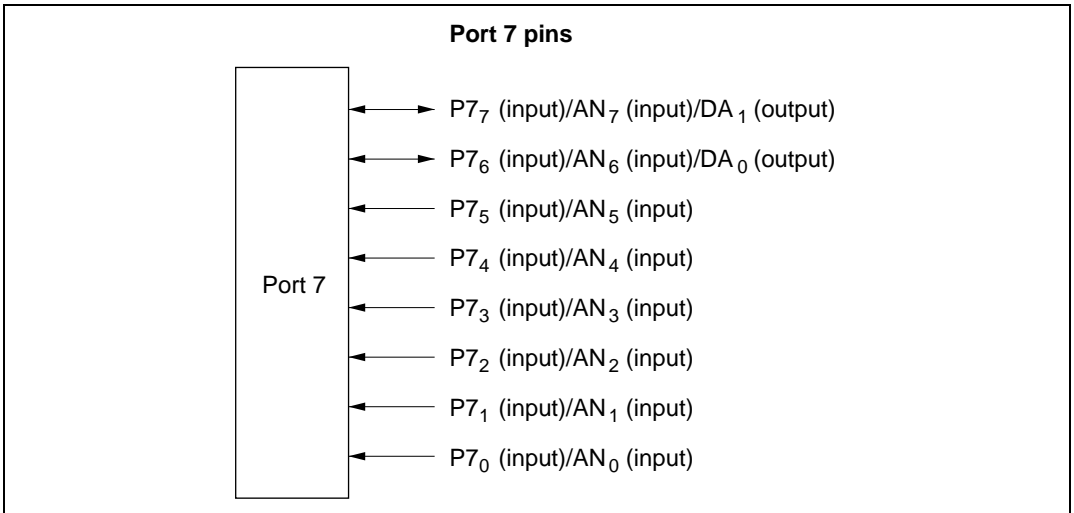 Port 7 pins
P7₇ (input)/AN₇ (input)/DA₁ (output)
P7₆ (input)/AN₆ (input)/DA₀ (output)
P7₅ (input)/AN₅ (input)
P7₄ (input)/AN₄ (input)
Port 7
P7₃ (input)/AN₃ (input)
P7₂ (input)/AN₂ (input)
P7₁ (input)/AN₁ (input)
P7₀ (input)/AN₀ (input)